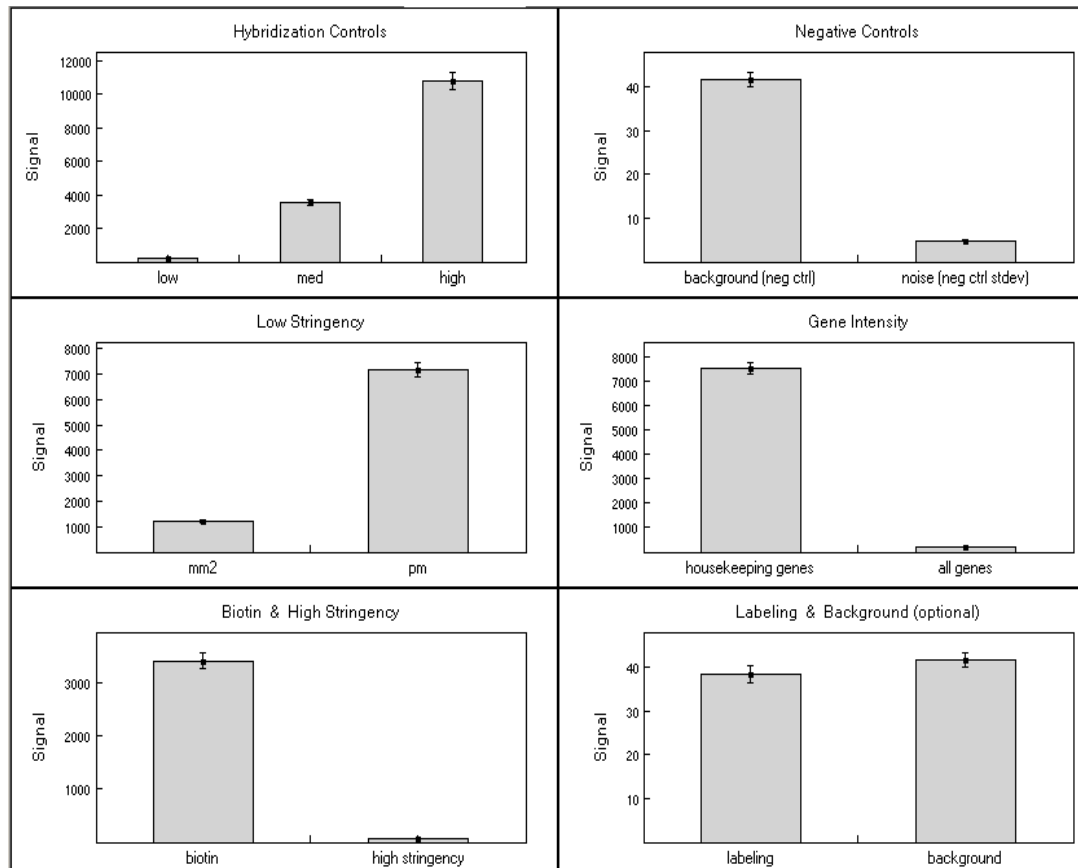 Hybridization Controls
Signal
12000
10000
8000
6000
4000
2000
low med high
Negative Controls
Signal
40
30
20
10
background (neg ctrl) noise (neg ctrl stdev)
Low Stringency
Signal
8000
7000
6000
5000
4000
3000
2000
1000
mm2 pm
Gene Intensity
Signal
8000
7000
6000
5000
4000
3000
2000
1000
housekeeping genes all genes
Biotin & High Stringency
Signal
3000
2000
1000
biotin high stringency
Labeling & Background (optional)
Signal
40
30
20
10
labeling background